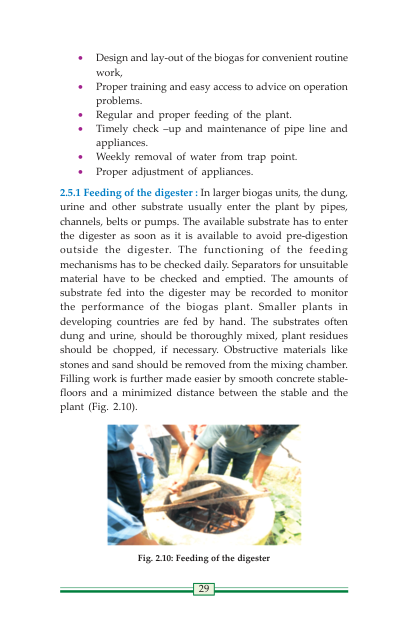 • Design and lay-out of the biogas for convenient routine
work,
• Proper training and easy access to advice on operation
problems.
• Regular and proper feeding of the plant.
• Timely check –up and maintenance of pipe line and
appliances.
• Weekly removal of water from trap point.
• Proper adjustment of appliances.
2.5.1 Feeding of the digester : In larger biogas units, the dung,
urine and other substrate usually enter the plant by pipes,
channels, belts or pumps. The available substrate has to enter
the digester as soon as it is available to avoid pre-digestion
outside the digester. The functioning of the feeding
mechanisms has to be checked daily. Separators for unsuitable
material have to be checked and emptied. The amounts of
substrate fed into the digester may be recorded to monitor
the performance of the biogas plant. Smaller plants in
developing countries are fed by hand. The substrates often
dung and urine, should be thoroughly mixed, plant residues
should be chopped, if necessary. Obstructive materials like
stones and sand should be removed from the mixing chamber.
Filling work is further made easier by smooth concrete stable-
floors and a minimized distance between the stable and the
plant (Fig. 2.10).
Fig. 2.10: Feeding of the digester
29